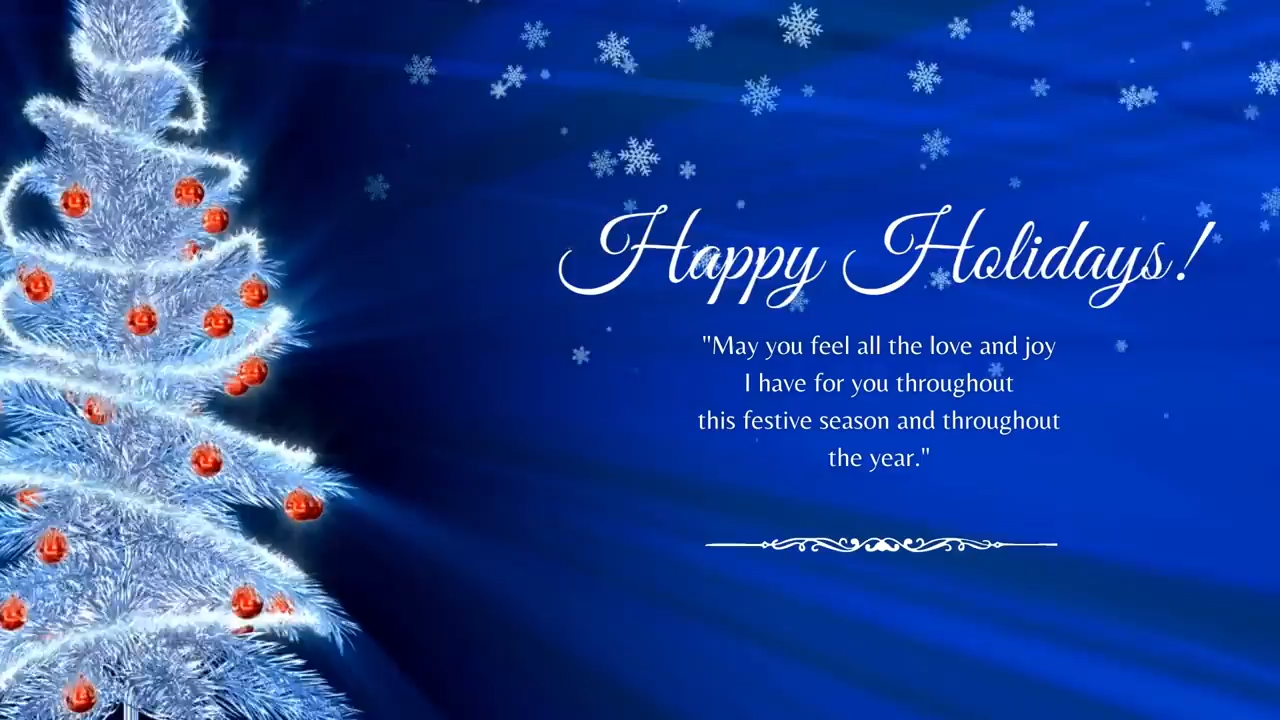 Happy Holidays!
"May you feel all the love and joy
I have for you throughout
this festive season and throughout
the year."